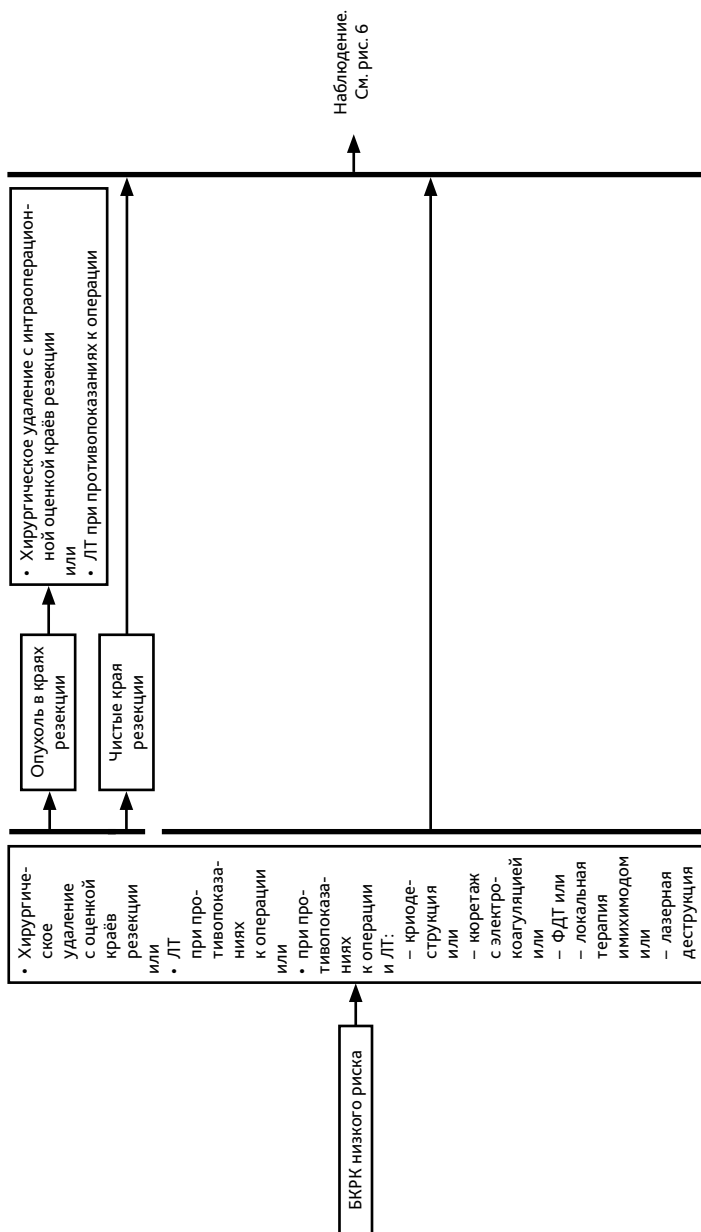 БКРК низкого риска
• Хирургиче-
ское
удаление
с оценкой
краёв
резекции
или
• ЛТ
при про-
тивопоказа-
ниях
к операции
или
• при про-
тивопоказа-
ниях
к операции
и ЛТ:
– криоде-
струкция
или
– кюретаж
с электро-
коагуляцией
или
– ФДТ или
– локальная
терапия
имихимодом
или
– лазерная
деструкция
Опухоль в краях
резекции
Чистые края
резекции
• Хирургическое удаление с интраоперацион-
ной оценкой краёв резекции
или
• ЛТ при противопоказаниях к операции
Наблюдение.
См. рис. 6